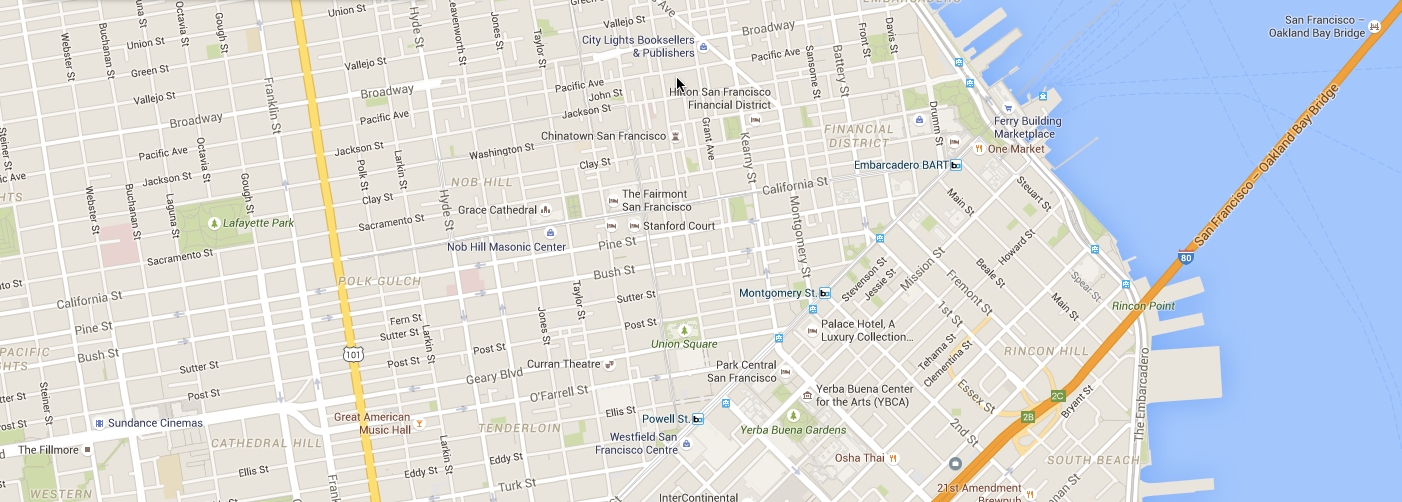 EMBARCADERO
Union St
Webster St
Buchanan St
Octavia St
Gough St
Union St
Green St
Vallejo St
Broadway
Pacific Ave
Jackson St
Steiner St
Octavia St
Franklin St
Hyde St
Leavenworth St
Jones St
Taylor St
Vallejo St
Broadway
Pacific Ave
Vallejo St
City Lights Booksellers
& Publishers
Broadway
Pacific Ave
Sansome St
Battery St
Front St
Davis St
San Francisco –
Oakland Bay Bridge
Pacific Ave
John St
Jackson St
Hilton San Francisco
Financial District
Chinatown San Francisco
Washington St
Clay St
Grant Ave
Kearny St
FINANCIAL
DISTRICT
Drumm St
Ferry Building
Marketplace
One Market
Embarcadero BART
California St
Jackson St
Polk St
Larkin St
Clay St
Sacramento St
Hyde St
NOB HILL
Grace Cathedral
The Fairmont
San Francisco
Stanford Court
Nob Hill Masonic Center
Pine St
Bush St
Montgomery St
Webster St
Buchanan St
Laguna St
Gough St
Lafayette Park
Sacramento St
California St
Pine St
Bush St
PACIFIC
HTS
HTS
POLK GULCH
Main St
Steuart St
Howard St
Beale St
Spear St
Main St
Mission St
Fremont St
1st St
Stevenson St
Jessie St
San Francisco – Oakland Bay Bridge
80
Rincon Point
RINCON HILL
Tehama St
Clementina St
Essex St
2nd St
Bryant St
2C
2B
The Embarcadero
SOUTH BEACH
Montgomery St.
Palace Hotel, A
Luxury Collection...
Sutter St
Post St
Taylor St
Jones St
Union Square
Curran Theatre
Geary Blvd
O'Farrell St
Ellis St
Park Central
San Francisco
Yerba Buena Center
for the Arts (YBCA)
Yerba Buena Gardens
Powell St.
Westfield San
Francisco Centre
Osha Thai
21st Amendment
Brewpub
InterContinental
Fern St
Sutter St
Larkin St
Post St
Post St
101
Sutter St
Post St
Great American
Music Hall
Larkin St
TENDERLOIN
Eddy St
Eddy St
Turk St
Sundance Cinemas
The Fillmore
CATHEDRAL HILL
Ellis St
WESTERN